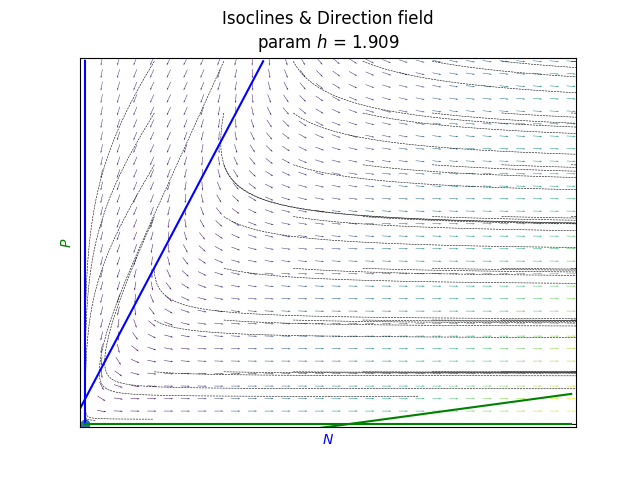 Isoclines & Direction field
param h = 1.909
P
N